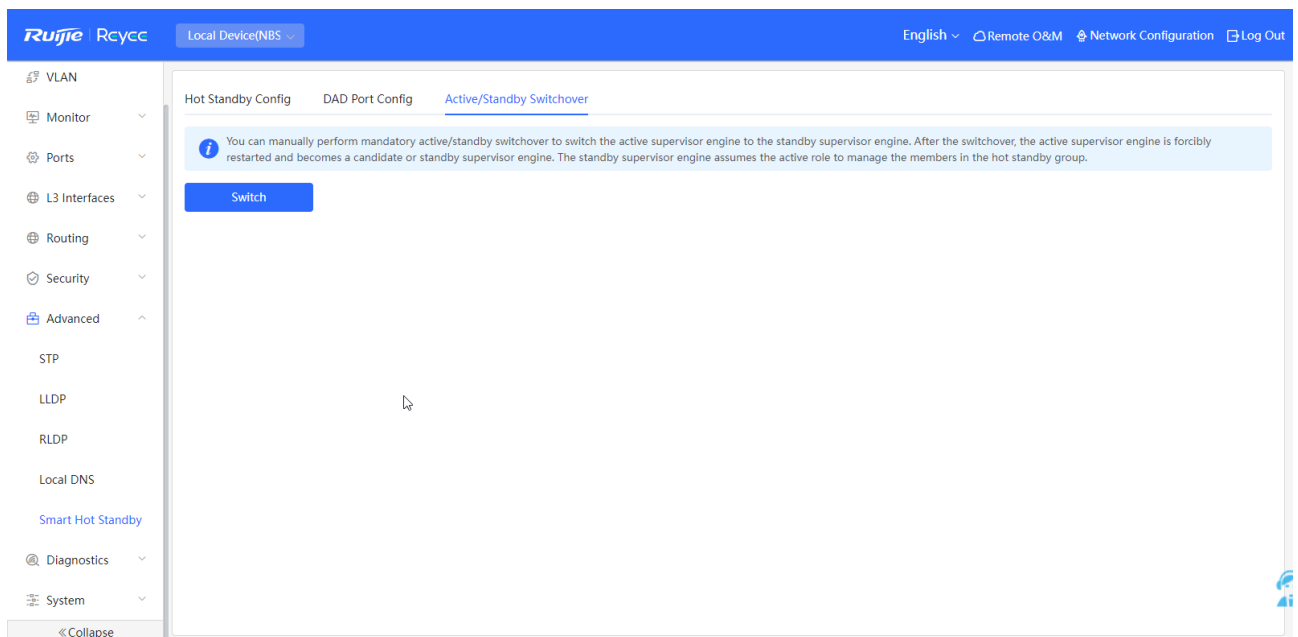 Ruijie | Rcycc
Local Device(NBS
English
Remote O&M
Network Configuration
Log Out
VLAN
Monitor
Ports
L3 Interfaces
Routing
Security
Advanced
STP
LLDP
RLDP
Local DNS
Smart Hot Standby
Diagnostics
System
«Collapse
Hot Standby Config
DAD Port Config
Active/Standby Switchover
You can manually perform mandatory active/standby switchover to switch the active supervisor engine to the standby supervisor engine. After the switchover, the active supervisor engine is forcibly
restarted and becomes a candidate or standby supervisor engine. The standby supervisor engine assumes the active role to manage the members in the hot standby group.
Switch